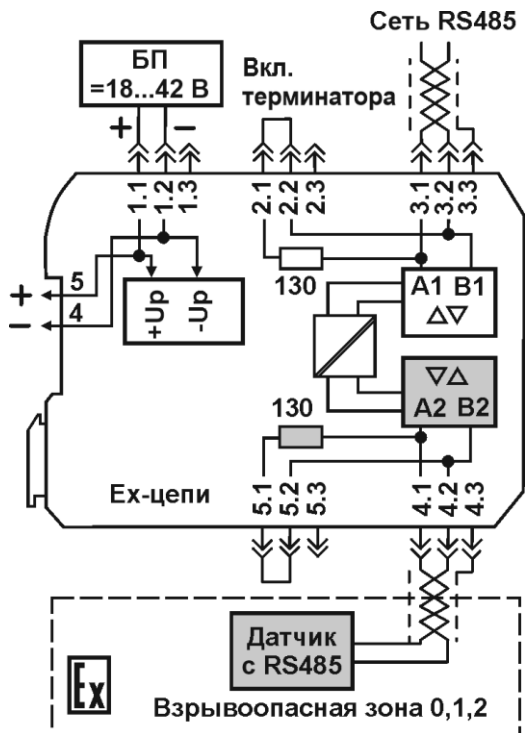 Сеть RS485
БП
=18...42 В
Вкл.
терминатора
+ –
1.1 1.2 1.3 2.1 2.2 2.3 3.1 3.2 3.3
130
A1 B1
+ 5
– 4
+Up -Up
A2 B2
130
5.1 5.2 5.3 4.1 4.2 4.3
Ex-цепи
Датчик
с RS485
Ex
Взрывоопасная зона 0,1,2